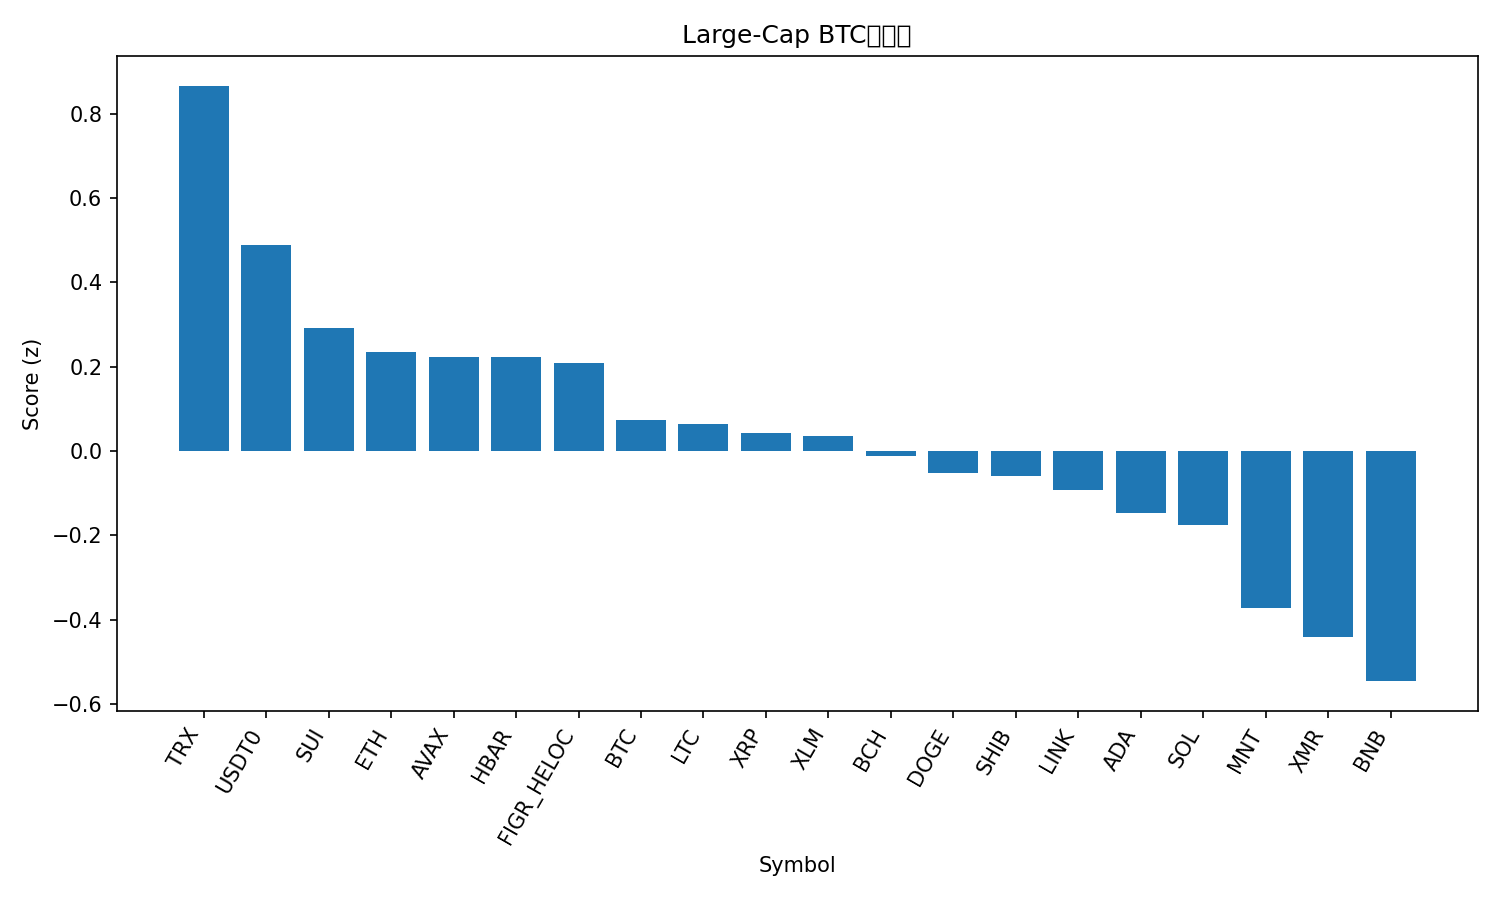 Large-Cap BTC
Score (z)
0.8
0.6
0.4
0.2
0.0
−0.2
−0.4
−0.6
TRX
USDT0
SUI
ETH
AVAX
HBAR
FIGR_HELOC
BTC
LTC
XRP
XLM
BCH
DOGE
SHIB
LINK
ADA
SOL
MNT
XMR
BNB
Symbol